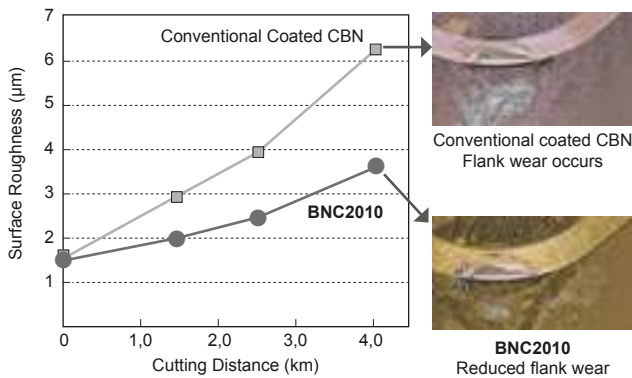 7
6
5
4
3
2
1
Surface Roughness (μm)
0 1,0 2,0 3,0 4,0
Cutting Distance (km)
Conventional Coated CBN
BNC2010
Conventional coated CBN
Flank wear occurs
BNC2010
Reduced flank wear